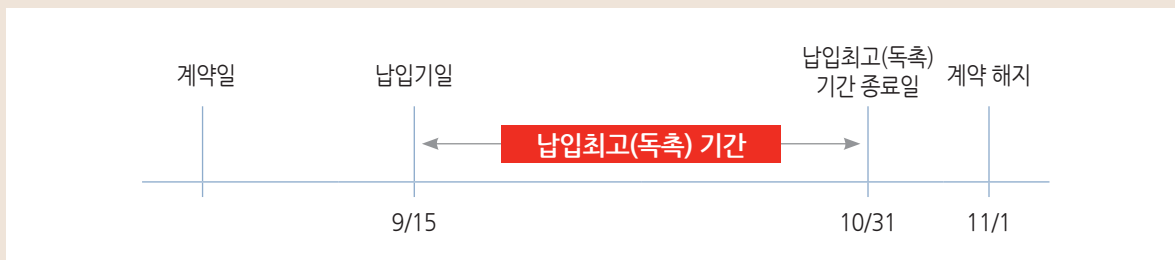 계약일
납입기일
납입최고(독촉)
기간 종료일
계약 해지
납입최고(독촉) 기간
9/15
10/31
11/1